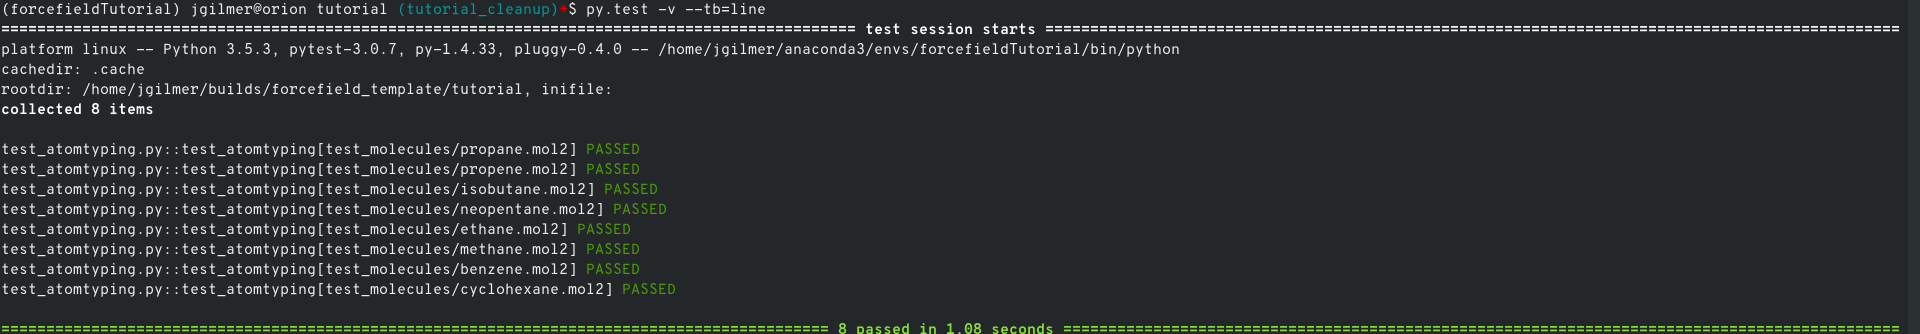 (forcefieldTutorial) jgilmer@orion tutorial (tutorial_cleanup)*$ py.test -v --tb=line
=============================================================================================== test session starts ===============================================================================================
platform linux -- Python 3.5.3, pytest-3.0.7, py-1.4.33, pluggy-0.4.0 -- /home/jgilmer/anaconda3/envs/forcefieldTutorial/bin/python
cachedir: .cache
rootdir: /home/jgilmer/builds/forcefield_template/tutorial, inifile:
collected 8 items
test_atomtyping.py::test_atomtyping[test_molecules/propane.mol2] PASSED
test_atomtyping.py::test_atomtyping[test_molecules/propene.mol2] PASSED
test_atomtyping.py::test_atomtyping[test_molecules/isobutane.mol2] PASSED
test_atomtyping.py::test_atomtyping[test_molecules/neopentane.mol2] PASSED
test_atomtyping.py::test_atomtyping[test_molecules/ethane.mol2] PASSED
test_atomtyping.py::test_atomtyping[test_molecules/methane.mol2] PASSED
test_atomtyping.py::test_atomtyping[test_molecules/benzene.mol2] PASSED
test_atomtyping.py::test_atomtyping[test_molecules/cyclohexane.mol2] PASSED
============================================================================================ 8 passed in 1.08 seconds =============================================================================================